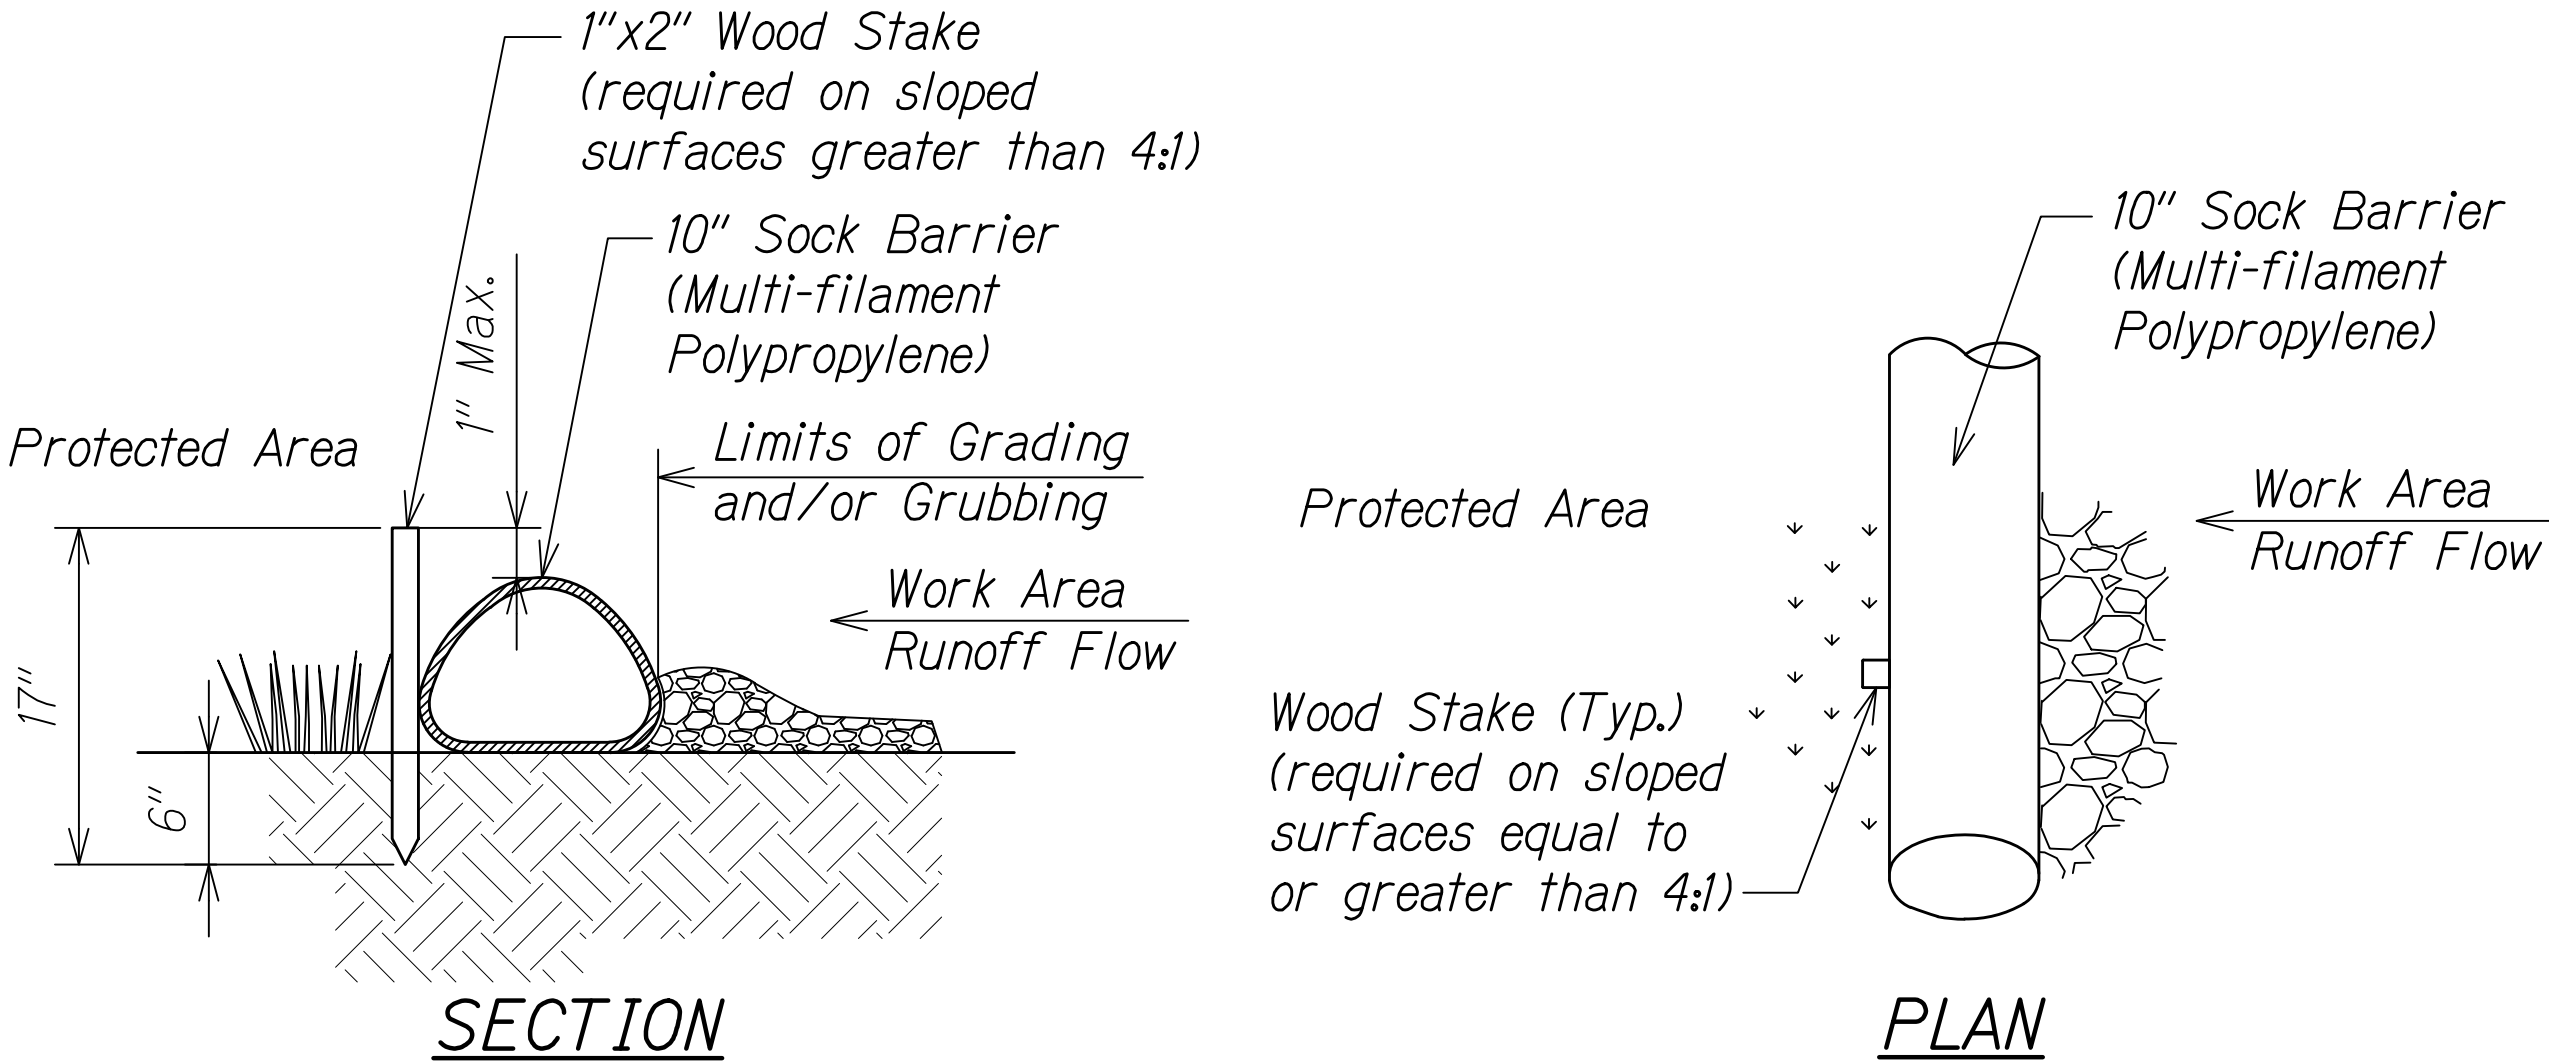 1"x2" Wood Stake
(required on sloped
surfaces greater than 4:1)
10" Sock Barrier
(Multi-filament
Polypropylene)
1" Max.
Protected Area
Limits of Grading
and/or Grubbing
Work Area
Runoff Flow
17"
6"
SECTION
10" Sock Barrier
(Multi-filament
Polypropylene)
Protected Area
Work Area
Runoff Flow
Wood Stake (Typ.)
(required on sloped
surfaces equal to
or greater than 4:1)
PLAN